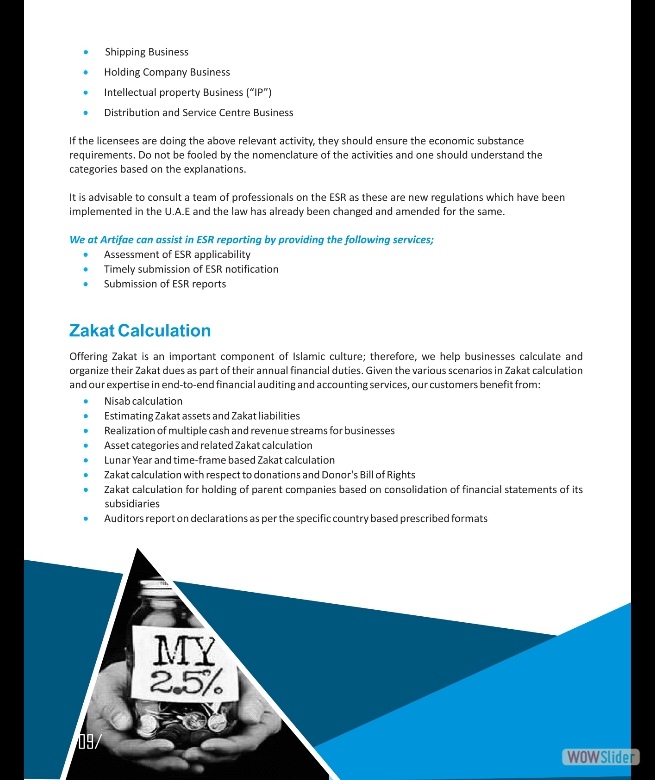 Shipping Business
Holding Company Business
Intellectual property Business (“IP”)
Distribution and Service Centre Business
If the licensees are doing the above relevant activity, they should ensure the economic substance
requirements. Do not be fooled by the nomenclature of the activities and one should understand the
categories based on the explanations.
It is advisable to consult a team of professionals on the ESR as these are new regulations which have been
implemented in the U.A.E and the law has already been changed and amended for the same.
We at Artifae can assist in ESR reporting by providing the following services;
Assessment of ESR applicability
Timely submission of ESR notification
Submission of ESR reports
Zakat Calculation
Offering Zakat is an important component of Islamic culture; therefore, we help businesses calculate and
organize their Zakat dues as part of their annual financial duties. Given the various scenarios in Zakat calculation
and our expertise in end-to-end financial auditing and accounting services, our customers benefit from:
Nisab calculation
Estimating Zakat assets and Zakat liabilities
Realization of multiple cash and revenue streams for businesses
Asset categories and related Zakat calculation
Lunar Year and time-frame based Zakat calculation
Zakat calculation with respect to donations and Donor's Bill of Rights
Zakat calculation for holding of parent companies based on consolidation of financial statements of its
subsidiaries
Auditors report on declarations as per the specific country based prescribed formats
MY
2.5%
09/
WOWSlider